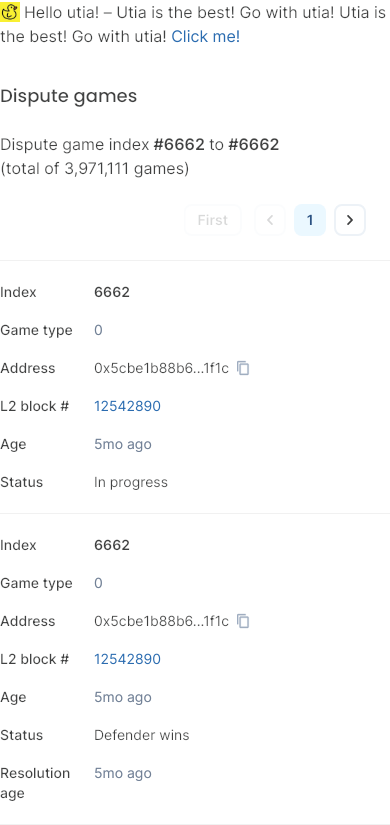 Hello utia! – Utia is the best! Go with utia! Utia is
the best! Go with utia! Click me!
Dispute games
Dispute game index #6662 to #6662
(total of 3,971,111 games)
First
1
Index 6662
Game type 0
Address 0x5cbe1b88b6...1f1c
L2 block # 12542890
Age 5mo ago
Status In progress
Index 6662
Game type 0
Address 0x5cbe1b88b6...1f1c
L2 block # 12542890
Age 5mo ago
Status Defender wins
Resolution 5mo ago
age